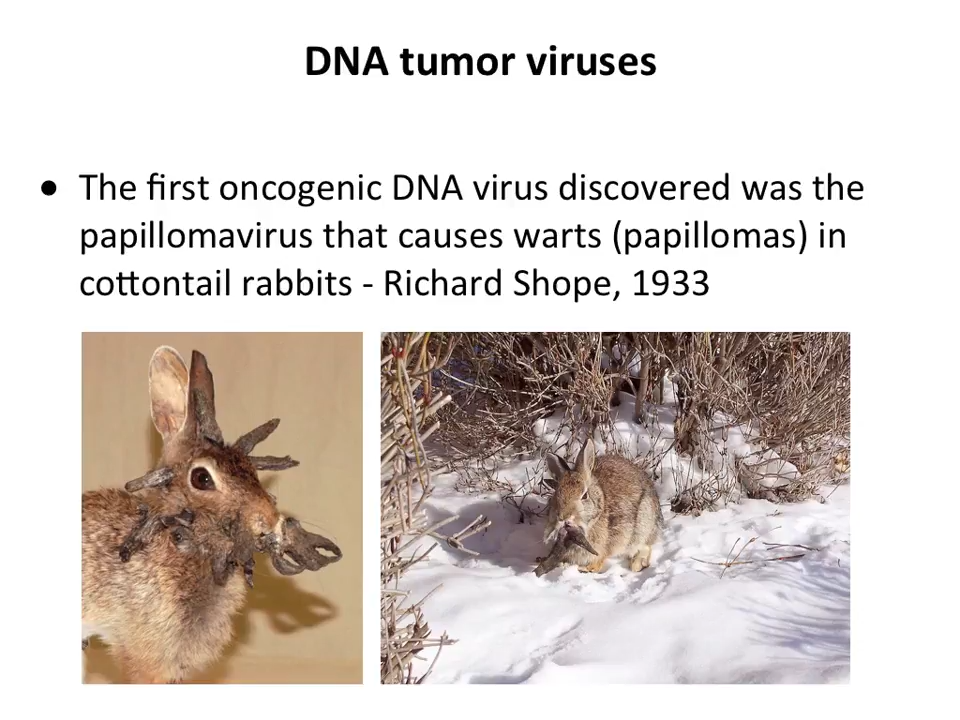 DNA tumor viruses
• The first oncogenic DNA virus discovered was the
papillomavirus that causes warts (papillomas) in
cottontail rabbits - Richard Shope, 1933